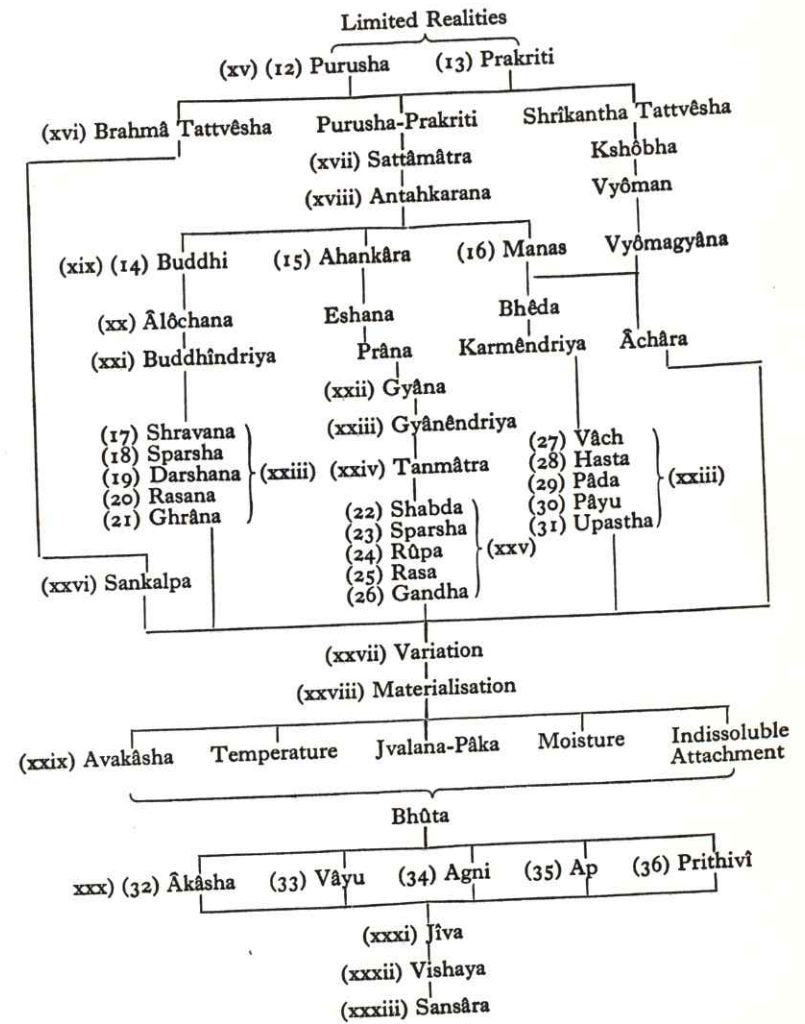 Limited Realities
(xv) (12) Purusha (13) Prakriti
(xvi) Brahmâ Tattvêsha Purusha-Prakriti Shrîkantha Tattvêsha
(xvii) Sattâmâtra Kshôbha
(xviii) Antahkarana Vyôman
(xix) (14) Buddhi (15) Ahankâra (16) Manas Vyômagyâna
(xx) Âlôchana Eshana Bhêda
(xxi) Buddhîndriya Prâna Karmêndriya Âchâra
(xxii) Gyâna
(xxiii) Gyânêndriya
(xxiv) Tanmâtra
(17) Shravana
(18) Sparsha
(19) Darshana (xxiii)
(20) Rasana
(21) Ghrâna
(22) Shabda
(23) Sparsha
(24) Rûpa (xxv)
(25) Rasa
(26) Gandha
(27) Vâch
(28) Hasta
(29) Pâda (xxiii)
(30) Pâyu
(31) Upastha
(xxvi) Sankalpa
(xxvii) Variation
(xxviii) Materialisation
(xxix) Avakâsha Temperature Jvalana-Pâka Moisture Indissoluble
Attachment
Bhûta
xxx) (32) Âkâsha (33) Vâyu (34) Agni (35) Ap (36) Prithivî
(xxxi) Jîva
(xxxii) Vishaya
(xxxiii) Sansâra